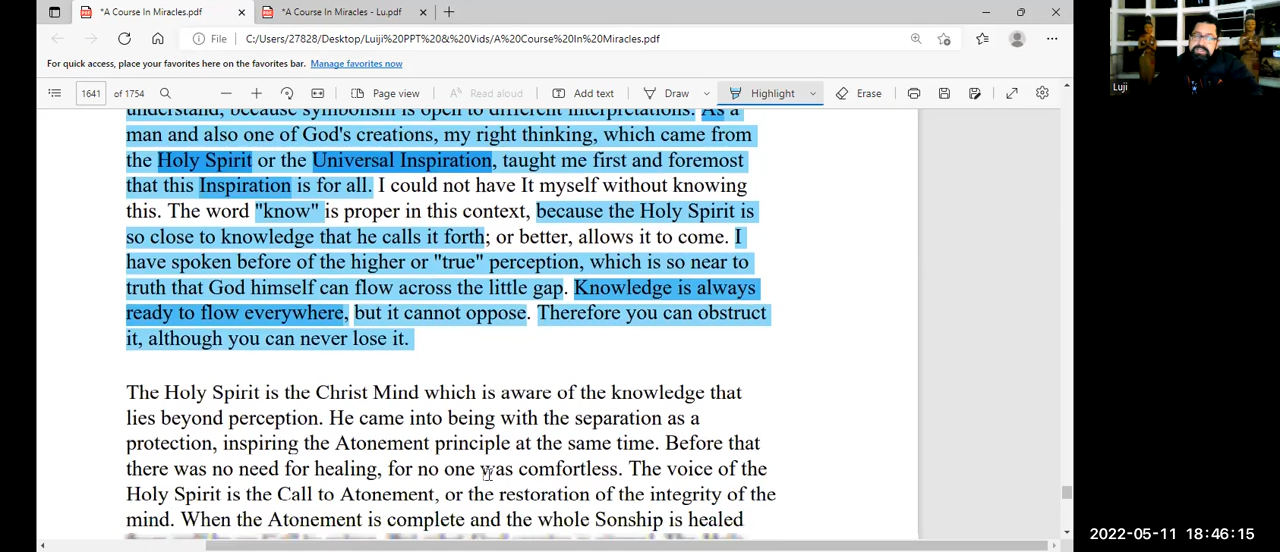 *A Course In Miracles.pdf
*A Course In Miracles - Lu.pdf
File
C:/Users/27828/Desktop/Luiji%20PPT%20&%20Vids/A%20Course%20In%20Miracles.pdf
For quick access, place your favorites here on the favorites bar. Manage favorites now
1641 of 1754
Page view
Read aloud
Add text
Draw
Highlight
Erase
understand, because symbolism is open to different interpretations. As a
man and also one of God's creations, my right thinking, which came from
the Holy Spirit or the Universal Inspiration, taught me first and foremost
that this Inspiration is for all. I could not have It myself without knowing
this. The word "know" is proper in this context, because the Holy Spirit is
so close to knowledge that he calls it forth; or better, allows it to come. I
have spoken before of the higher or "true" perception, which is so near to
truth that God himself can flow across the little gap. Knowledge is always
ready to flow everywhere, but it cannot oppose. Therefore you can obstruct
it, although you can never lose it.
The Holy Spirit is the Christ Mind which is aware of the knowledge that
lies beyond perception. He came into being with the separation as a
protection, inspiring the Atonement principle at the same time. Before that
there was no need for healing, for no one was comfortless. The voice of the
Holy Spirit is the Call to Atonement, or the restoration of the integrity of the
mind. When the Atonement is complete and the whole Sonship is healed
Luji
2022-05-11 18:46:15